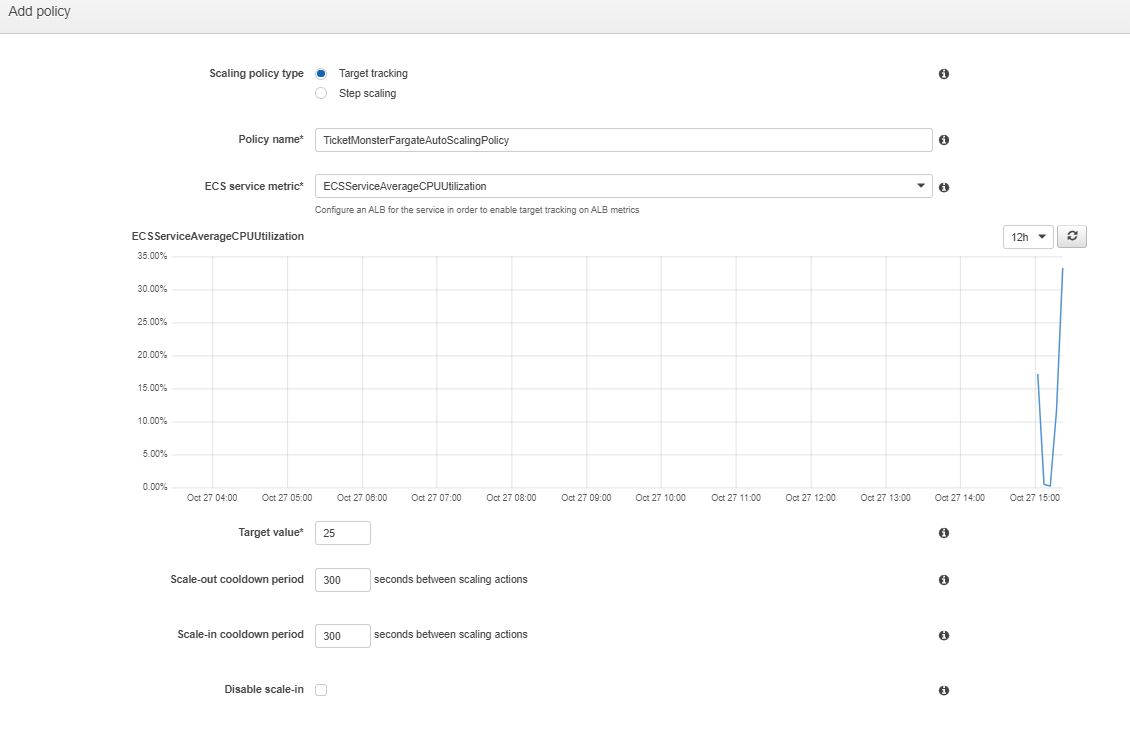 Add policy
Scaling policy type
Target tracking
Step scaling
Policy name*
TicketMonsterFargateAutoScalingPolicy
ECS service metric*
ECSServiceAverageCPUUtilization
Configure an ALB for the service in order to enable target tracking on ALB metrics
ECSServiceAverageCPUUtilization
12h
35.00%
30.00%
25.00%
20.00%
15.00%
10.00%
5.00%
0.00%
Oct 27 04:00 Oct 27 05:00 Oct 27 06:00 Oct 27 07:00 Oct 27 08:00 Oct 27 09:00 Oct 27 10:00 Oct 27 11:00 Oct 27 12:00 Oct 27 13:00 Oct 27 14:00 Oct 27 15:00
Target value* 25
Scale-out cooldown period 300 seconds between scaling actions
Scale-in cooldown period 300 seconds between scaling actions
Disable scale-in